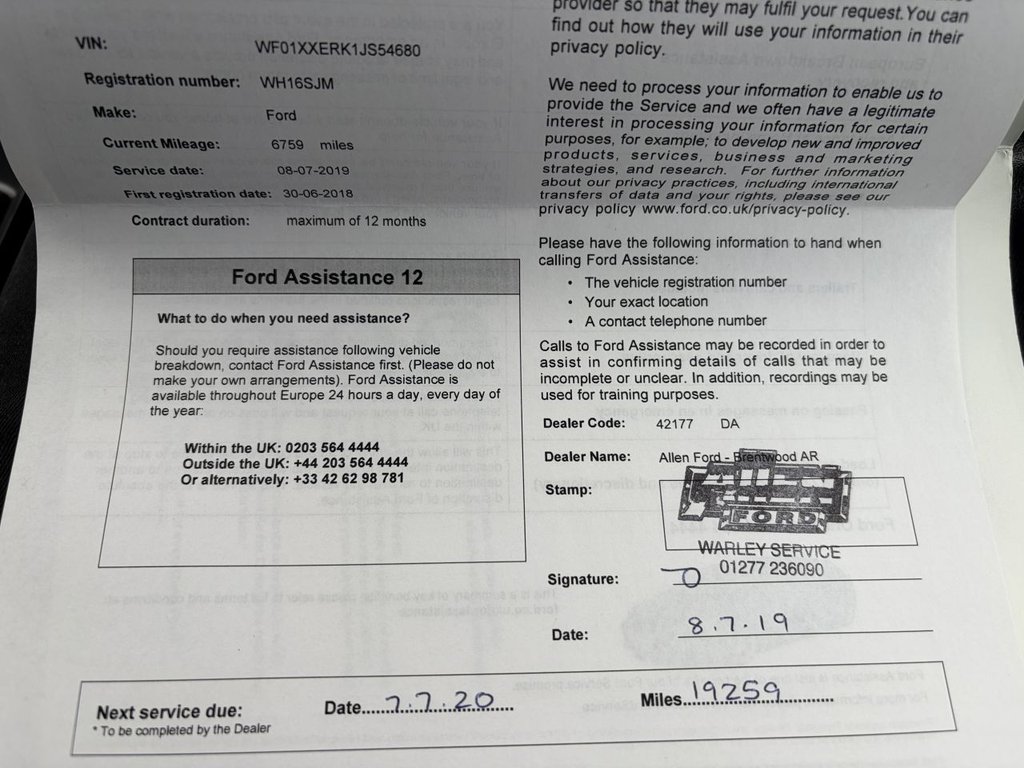 VIN: WF01XXERK1JS54680
Registration number: WH16SJM
Make: Ford
Current Mileage: 6759 miles
Service date: 08-07-2019
First registration date: 30-06-2018
Contract duration: maximum of 12 months
Ford Assistance 12
What to do when you need assistance?
Should you require assistance following vehicle
breakdown, contact Ford Assistance first. (Please do not
make your own arrangements). Ford Assistance is
available throughout Europe 24 hours a day, every day of
the year:
Within the UK: 0203 564 4444
Outside the UK: +44 203 564 4444
Or alternatively: +33 42 62 98 781
provider so that they may fulfil your request. You can
find out how they will use your information in their
privacy policy.
We need to process your information to enable us to
provide the Service and we often have a legitimate
interest in processing your information for certain
purposes, for example; to develop new and improved
products, services, business and marketing
strategies, and research. For further information
about our privacy practices, including international
transfers of data and your rights, please see our
privacy policy www.ford.co.uk/privacy-policy.
Please have the following information to hand when
calling Ford Assistance:
• The vehicle registration number
• Your exact location
• A contact telephone number
Calls to Ford Assistance may be recorded in order to
assist in confirming details of calls that may be
incomplete or unclear. In addition, recordings may be
used for training purposes.
Dealer Code: 42177 DA
Dealer Name: Allen Ford - Brentwood AR
Stamp:
FORD
WARLEY SERVICE
01277 236090
Signature:
Date: 8.7.19
Next service due: Date....7.7.20.... Miles..19259..........
* To be completed by the Dealer